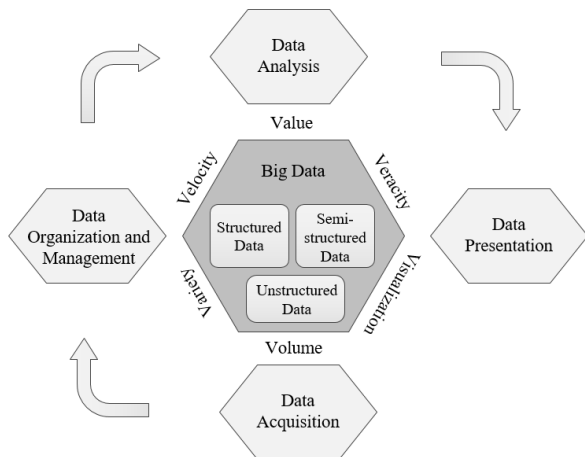 Data
Analysis
Value
Velocity
Veracity
Big Data
Structured
Data
Semi-
structured
Data
Unstructured
Data
Data
Organization and
Management
Data
Presentation
Variety
Visualization
Volume
Data
Acquisition